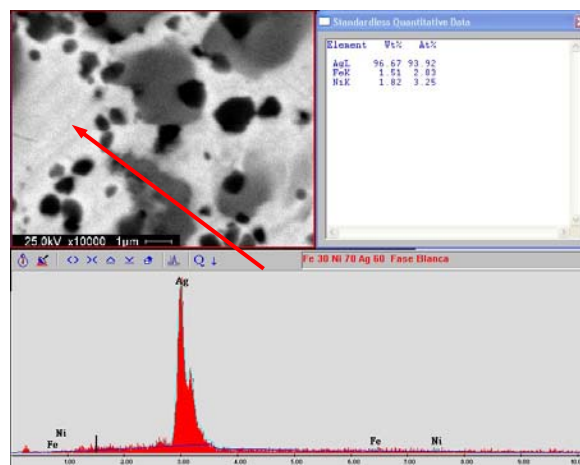 Standardless Quantitative Data
Element Wt% At%
AgL 96.67 93.92
FeK 1.51 2.83
NiK 1.82 3.25
25.0kV x10000 1µm
Fe 30 Ni 70 Ag 60 Fase Blanca
Ag
Ni
Fe
Fe
Ni
1.00 2.00 3.00 4.00 5.00 6.00 7.00 8.00 9.00